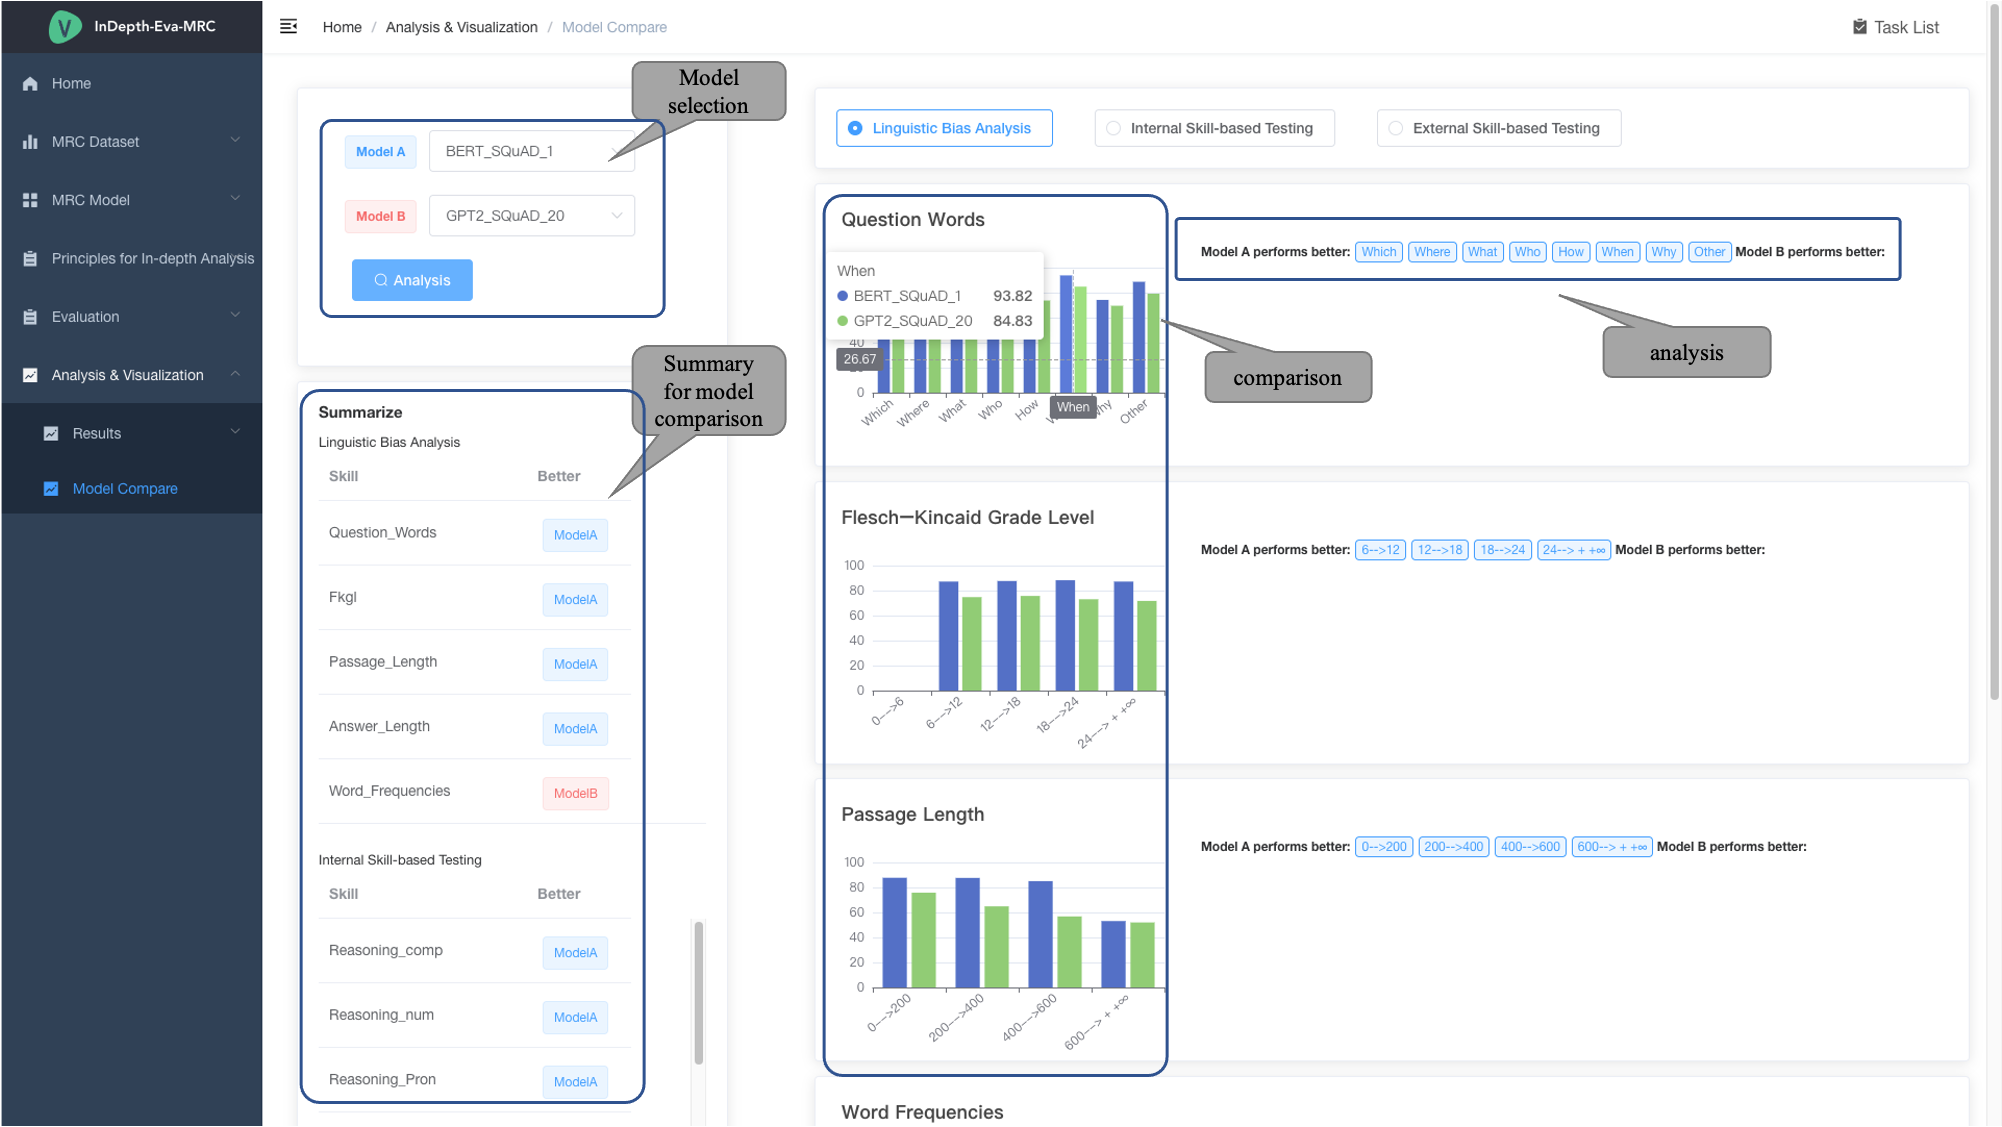 V InDepth-Eva-MRC
Home / Analysis & Visualization / Model Compare
Task List
Home
MRC Dataset
MRC Model
Principles for In-depth Analysis
Evaluation
Analysis & Visualization
Results
Model Compare
Model
selection
Model A BERT_SQuAD_1
Model B GPT2_SQuAD_20
Analysis
Summary
for model
comparison
Summarize
Linguistic Bias Analysis
Skill Better
Question_Words ModelA
Fkgl ModelA
Passage_Length ModelA
Answer_Length ModelA
Word_Frequencies ModelB
Internal Skill-based Testing
Skill Better
Reasoning_comp ModelA
Reasoning_num ModelA
Reasoning_Pron ModelA
Linguistic Bias Analysis Internal Skill-based Testing External Skill-based Testing
Question Words
When
BERT_SQuAD_1 93.82
GPT2_SQuAD_20 84.83
40
26.67
0
Which Where What Who How When Why Other
Model A performs better: Which Where What Who How When Why Other Model B performs better:
comparison
analysis
Flesch—Kincaid Grade Level
100
80
60
40
20
0
0--->6 6--->12 12--->18 18--->24 24---> + +∞
Model A performs better: 6-->12 12-->18 18-->24 24--> + +∞ Model B performs better:
Passage Length
100
80
60
40
20
0
0--->200 200--->400 400--->600 600---> + +∞
Model A performs better: 0-->200 200-->400 400-->600 600--> + +∞ Model B performs better:
Word Frequencies